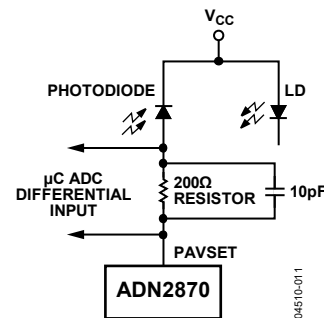 VCC
PHOTODIODE
LD
µC ADC
DIFFERENTIAL
INPUT
200Ω
RESISTOR
10pF
PAVSET
ADN2870
04510-011